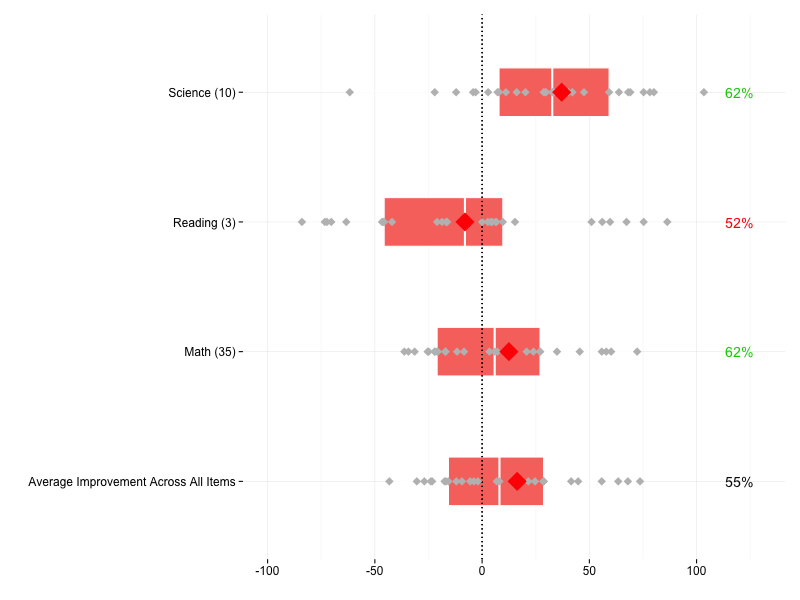 Science (10)
62%
Reading (3)
52%
Math (35)
62%
Average Improvement Across All Items
55%
-100 -50 0 50 100